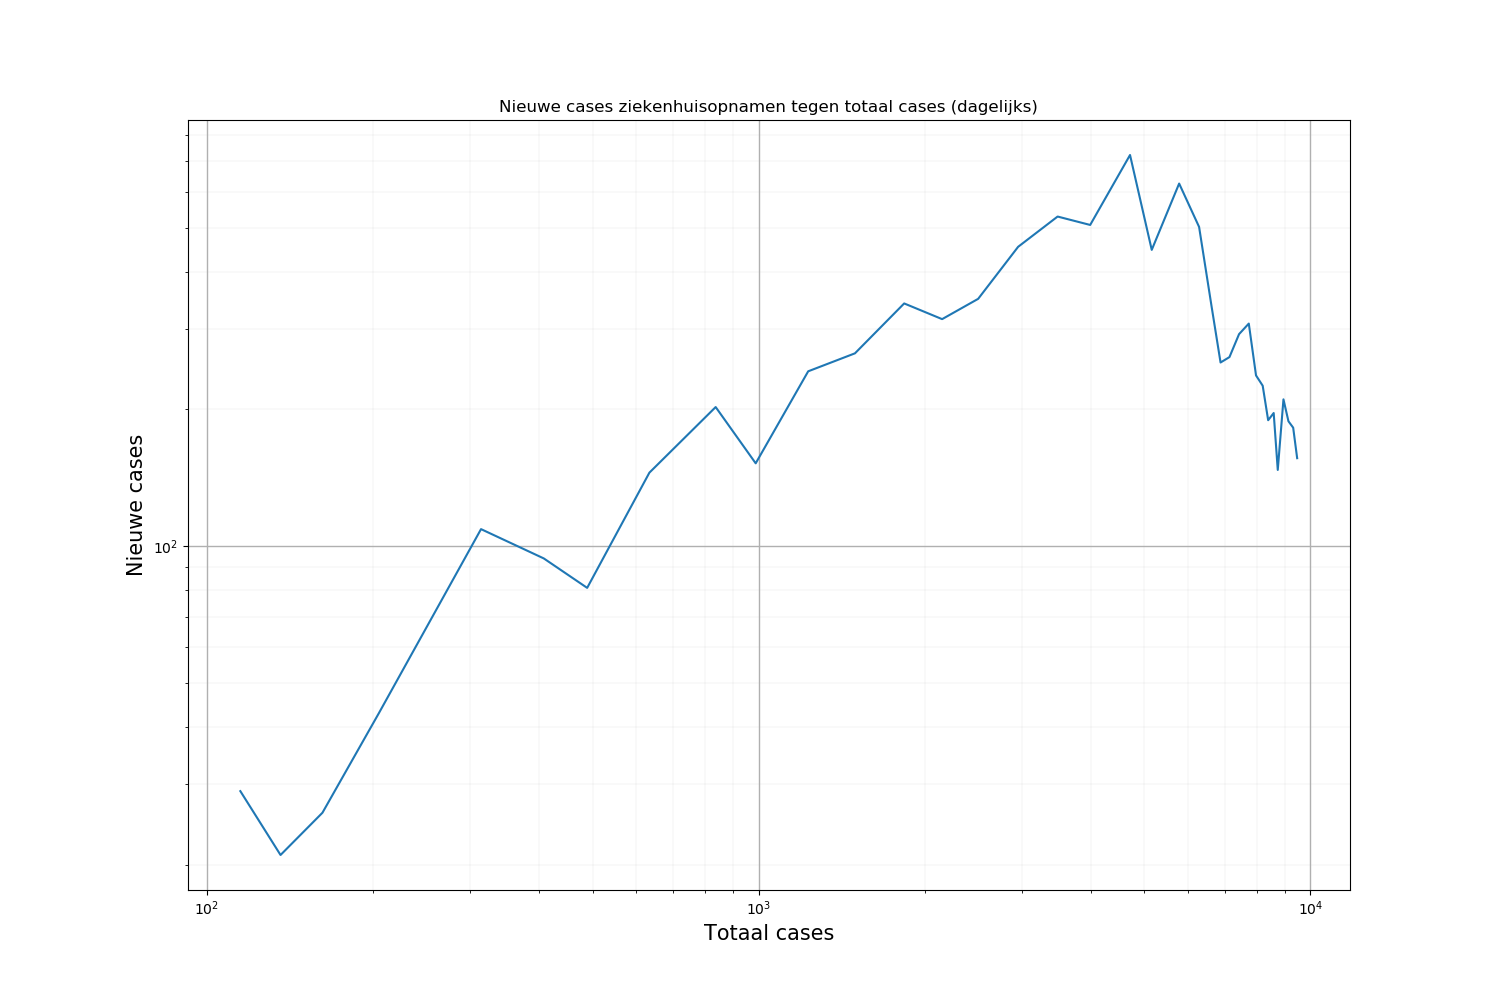 Nieuwe cases ziekenhuisopnamen tegen totaal cases (dagelijks)
Nieuwe cases
10²
10² 10³ 10⁴
Totaal cases